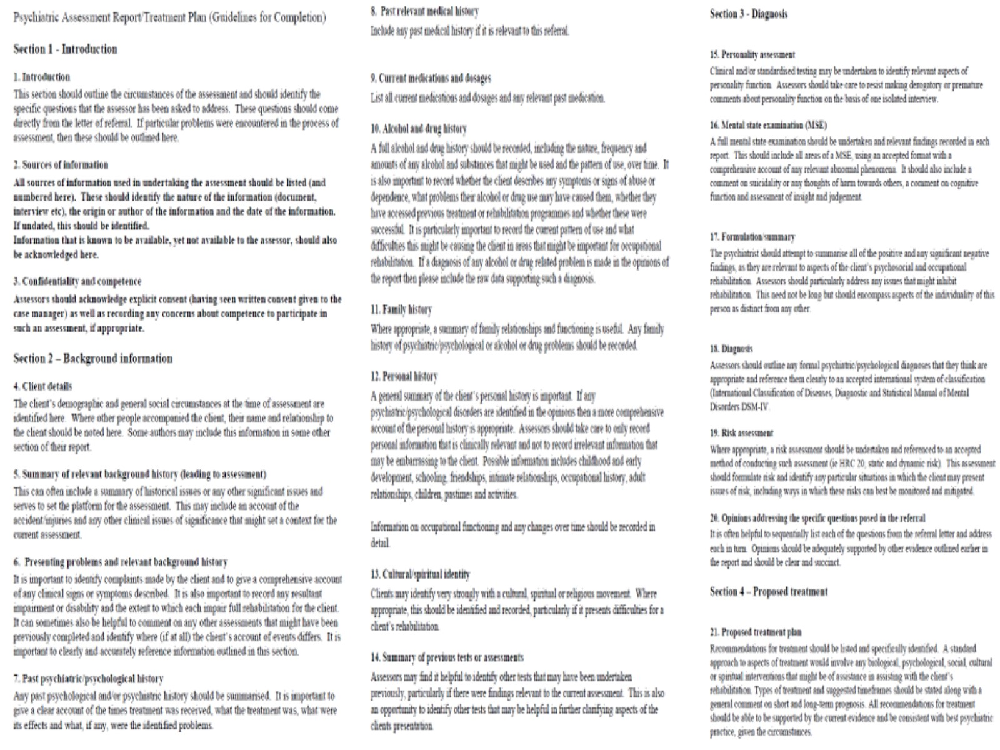 Psychiatric Assessment Report/Treatment Plan (Guidelines for Completion)
Section 1 - Introduction
1. Introduction
This section should outline the circumstances of the assessment and should identify the
specific questions that the assessor has been asked to address. These questions should come
directly from the letter of referral. If particular problems were encountered in the process of
assessment, then these should be outlined here.
2. Sources of information
All sources of information used in undertaking the assessment should be listed (and
numbered here). These should identify the nature of the information (document,
interview etc), the origin or author of the information and the date of the information.
If undated, this should be identified.
Information that is known to be available, yet not available to the assessor, should also
be acknowledged here.
3. Confidentiality and competence
Assessors should acknowledge explicit consent (having seen written consent given to the
case manager) as well as recording any concerns about competence to participate in
such an assessment, if appropriate.
Section 2 – Background information
4. Client details
The client's demographic and general social circumstances at the time of assessment are
identified here. Where other people accompanied the client, their name and relationship to
the client should be noted here. Some authors may include this information in some other
section of their report.
5. Summary of relevant background history (leading to assessment)
This can often include a summary of historical issues or any other significant issues and
serves to set the platform for the assessment. This may include an account of the
accident/injuries and any other clinical issues of significance that might set a context for the
current assessment.
6. Presenting problems and relevant background history
It is important to identify complaints made by the client and to give a comprehensive account
of any clinical signs or symptoms described. It is also important to record any resultant
impairment or disability and the extent to which each impair full rehabilitation for the client.
It can sometimes also be helpful to comment on any other assessments that might have been
previously completed and identify where (if at all) the client's account of events differs. It is
important to clearly and accurately reference information outlined in this section.
7. Past psychiatric/psychological history
Any past psychological and/or psychiatric history should be summarised. It is important to
give a clear account of the times treatment was received, what the treatment was, what were
its effects and what, if any, were the identified problems.
8. Past relevant medical history
Include any past medical history if it is relevant to this referral.
9. Current medications and dosages
List all current medications and dosages and any relevant past medication.
10. Alcohol and drug history
A full alcohol and drug history should be recorded, including the nature, frequency and
amounts of any alcohol and substances that might be used and the pattern of use, over time. It
is also important to record whether the client describes any symptoms or signs of abuse or
dependence, what problems their alcohol or drug use may have caused them, whether they
have accessed previous treatment or rehabilitation programmes and whether these were
successful. It is particularly important to record the current pattern of use and what
difficulties this might be causing the client in areas that might be important for occupational
rehabilitation. If a diagnosis of any alcohol or drug related problem is made in the opinions of
the report then please include the raw data supporting such a diagnosis.
11. Family history
Where appropriate, a summary of family relationships and functioning is useful. Any family
history of psychiatric/psychological or alcohol or drug problems should be recorded.
12. Personal history
A general summary of the client's personal history is important. If any
psychiatric/psychological disorders are identified in the opinions then a more comprehensive
account of the personal history is appropriate. Assessors should take care to only record
personal information that is clinically relevant and not to record irrelevant information that
may be embarrassing to the client. Possible information includes childhood and early
development, schooling, friendships, intimate relationships, occupational history, adult
relationships, children, pastimes and activities.
Information on occupational functioning and any changes over time should be recorded in
detail.
13. Cultural/spiritual identity
Clients may identify very strongly with a cultural, spiritual or religious movement. Where
appropriate, this should be identified and recorded, particularly if it presents difficulties for a
client's rehabilitation.
14. Summary of previous tests or assessments
Assessors may find it helpful to identify other tests that may have been undertaken
previously, particularly if there were findings relevant to the current assessment. This is also
an opportunity to identify other tests that may be helpful in further clarifying aspects of the
clients presentation.
Section 3 - Diagnosis
15. Personality assessment
Clinical and/or standardised testing may be undertaken to identify relevant aspects of
personality function. Assessors should take care to resist making derogatory or premature
comments about personality function on the basis of one isolated interview.
16. Mental state examination (MSE)
A full mental state examination should be undertaken and relevant findings recorded in each
report. This should include all areas of a MSE, using an accepted format with a
comprehensive account of any relevant abnormal phenomena. It should also include a
comment on suicidality or any thoughts of harm towards others, a comment on cognitive
function and assessment of insight and judgement.
17. Formulation/summary
The psychiatrist should attempt to summarise all of the positive and any significant negative
findings, as they are relevant to aspects of the client's psychosocial and occupational
rehabilitation. Assessors should particularly address any issues that might inhibit
rehabilitation. This need not be long but should encompass aspects of the individuality of this
person as distinct from any other.
18. Diagnosis
Assessors should outline any formal psychiatric/psychological diagnoses that they think are
appropriate and reference them clearly to an accepted international system of classification
(International Classification of Diseases, Diagnostic and Statistical Manual of Mental
Disorders DSM-IV.
19. Risk assessment
Where appropriate, a risk assessment should be undertaken and referenced to an accepted
method of conducting such assessment (ie HRC 20, static and dynamic risk). This assessment
should formulate risk and identify any particular situations in which the client may present
issues of risk, including ways in which these risks can best be monitored and mitigated.
20. Opinions addressing the specific questions posed in the referral
It is often helpful to sequentially list each of the questions from the referral letter and address
each in turn. Opinions should be adequately supported by other evidence outlined earlier in
the report and should be clear and succinct.
Section 4 – Proposed treatment
21. Proposed treatment plan
Recommendations for treatment should be listed and specifically identified. A standard
approach to aspects of treatment would involve any biological, psychological, social, cultural
or spiritual interventions that might be of assistance in assisting with the client's
rehabilitation. Types of treatment and suggested timeframes should be stated along with a
general comment on short and long-term prognosis. All recommendations for treatment
should be able to be supported by the current evidence and be consistent with best psychiatric
practice, given the circumstances.